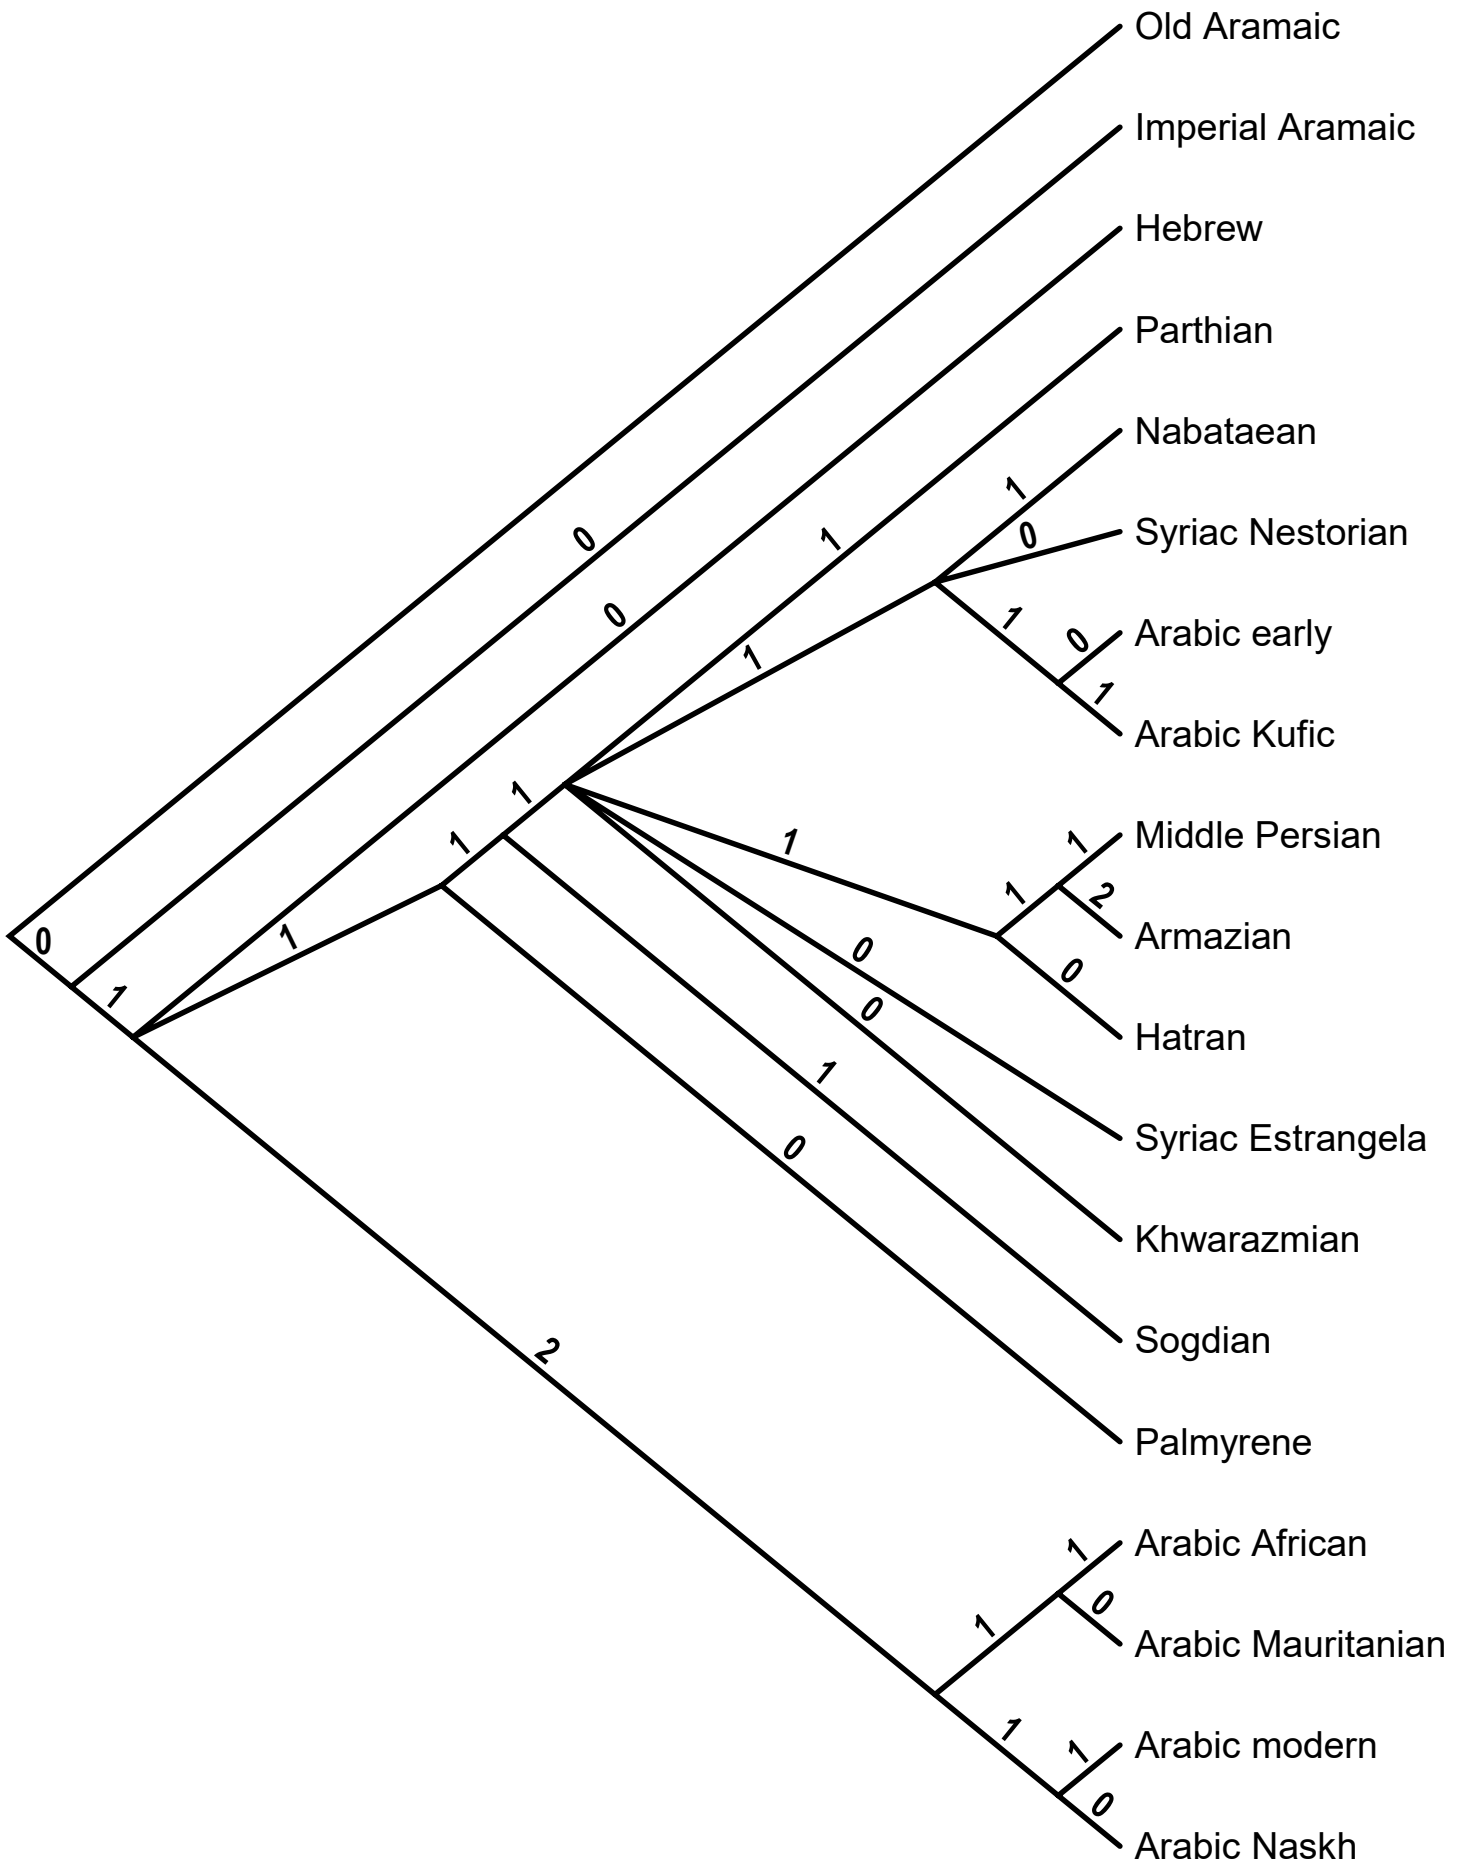 Old Aramaic
Imperial Aramaic
Hebrew
Parthian
Nabataean
1
Syriac Nestorian
0
0
1
Arabic early
0
0
1
1
Arabic Kufic
1
1
1
Middle Persian
1
1
1
2
Armazian
1
0
1
0
0
Hatran
1
0
1
Syriac Estrangela
0
Khwarazmian
Sogdian
2
Palmyrene
Arabic African
1
0
1
Arabic Mauritanian
1
1
Arabic modern
0
Arabic Naskh